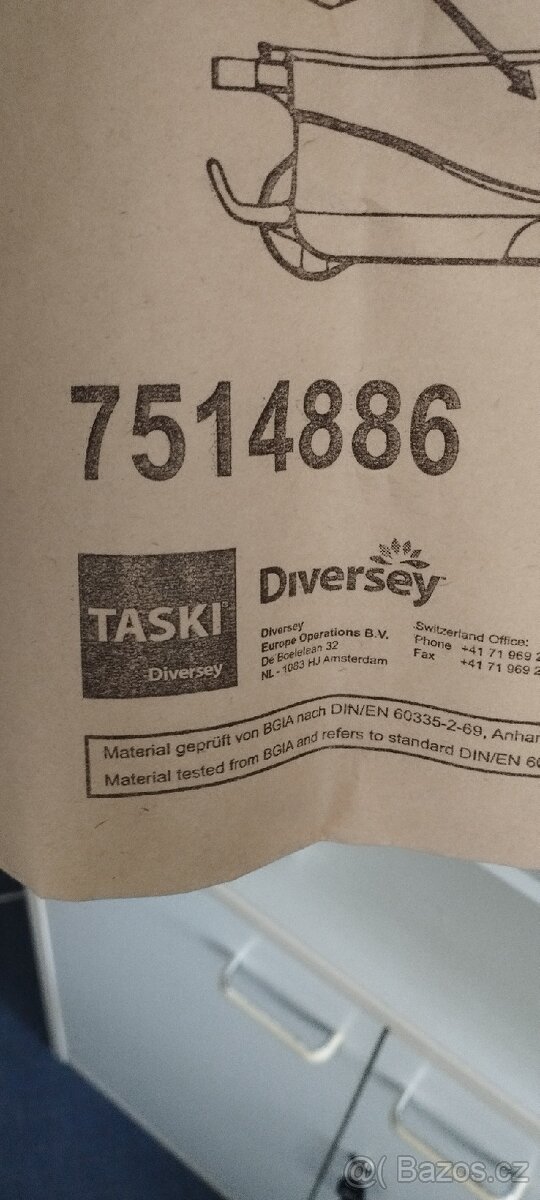 7514886
TASKI®
Diversey
Diversey™
Diversey
Europe Operations B.V.
De Boelelaan 32
NL - 1083 HJ Amsterdam
Switzerland Office:
Phone +41 71 969 2
Fax +41 71 969 2
Material geprüft von BGIA nach DIN/EN 60335-2-69, Anhan
Material tested from BGIA and refers to standard DIN/EN 60
@( Bazos.cz